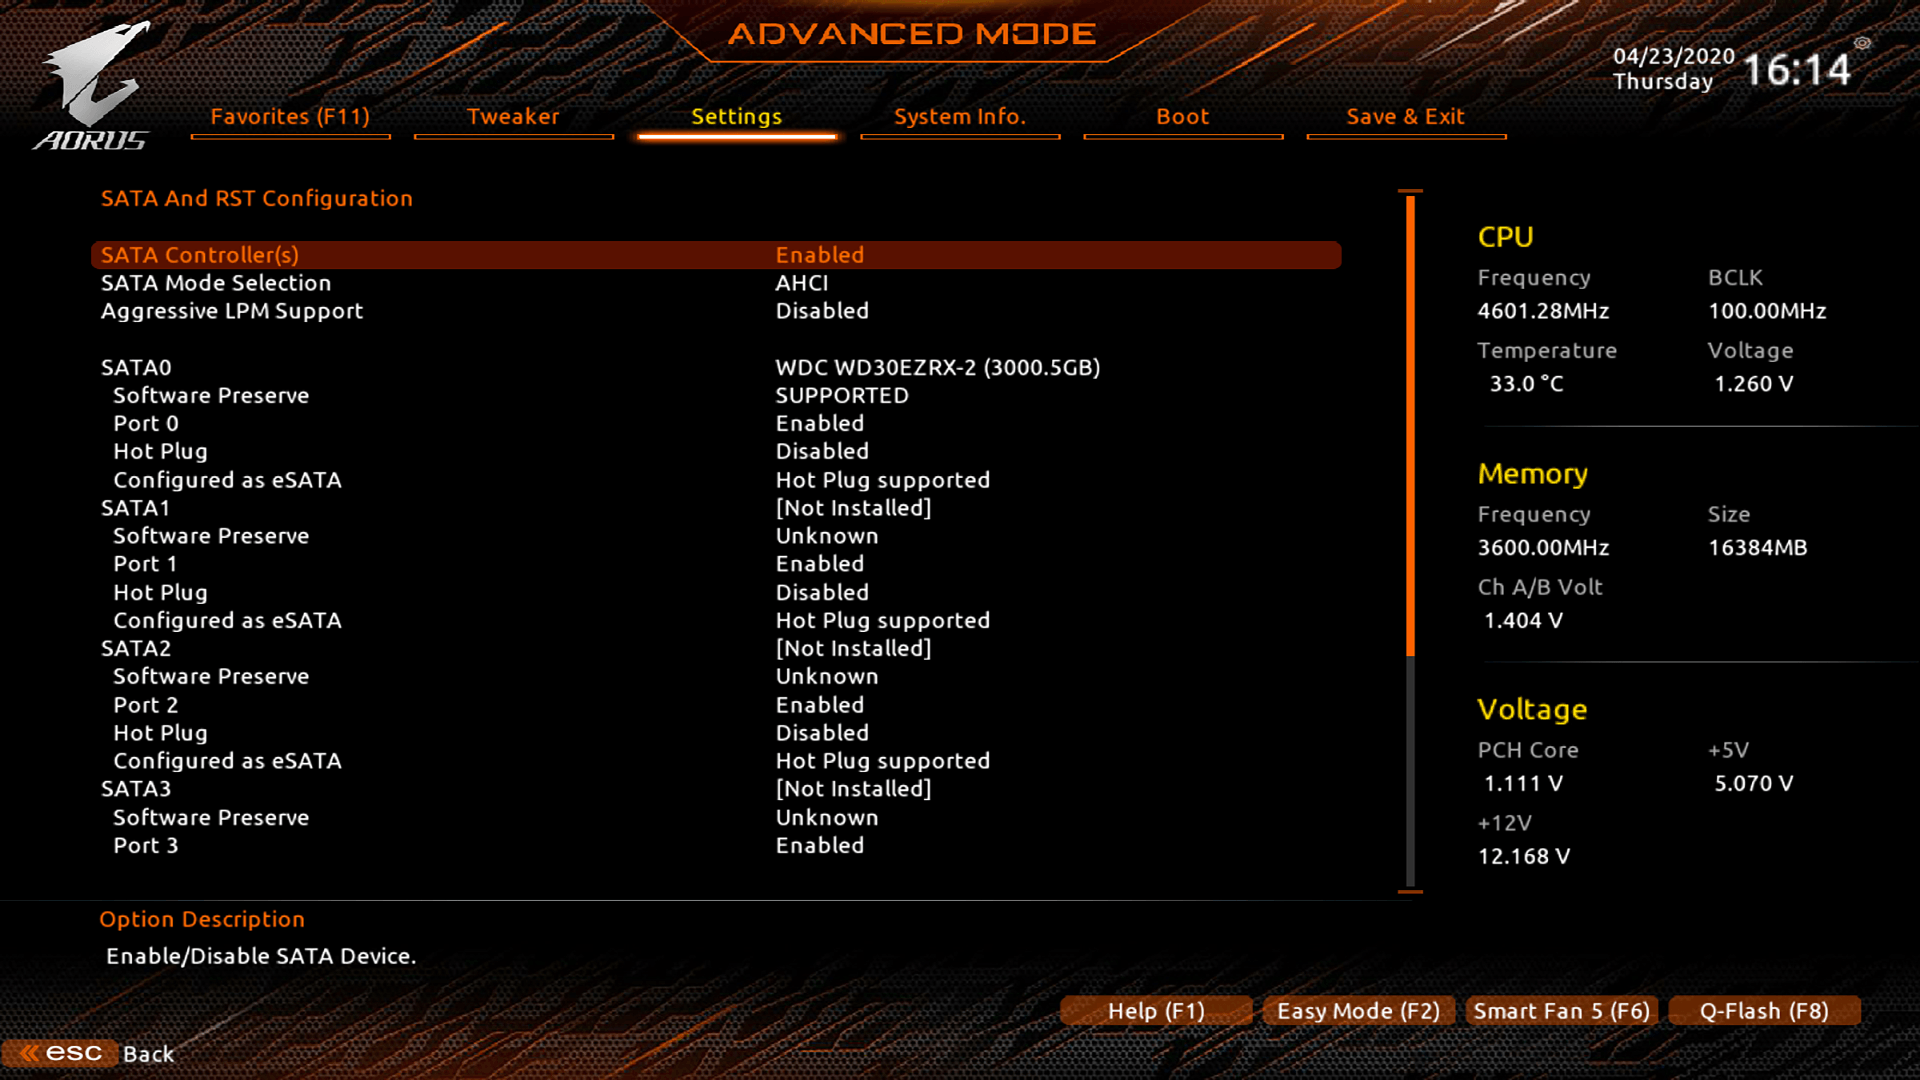 ADVANCED MODE
AORUS
04/23/2020
Thursday
16:14
Favorites (F11) Tweaker Settings System Info. Boot Save & Exit
SATA And RST Configuration
SATA Controller(s) Enabled
SATA Mode Selection AHCI
Aggressive LPM Support Disabled
SATA0 WDC WD30EZRX-2 (3000.5GB)
Software Preserve SUPPORTED
Port 0 Enabled
Hot Plug Disabled
Configured as eSATA Hot Plug supported
SATA1 [Not Installed]
Software Preserve Unknown
Port 1 Enabled
Hot Plug Disabled
Configured as eSATA Hot Plug supported
SATA2 [Not Installed]
Software Preserve Unknown
Port 2 Enabled
Hot Plug Disabled
Configured as eSATA Hot Plug supported
SATA3 [Not Installed]
Software Preserve Unknown
Port 3 Enabled
CPU
Frequency BCLK
4601.28MHz 100.00MHz
Temperature Voltage
33.0 °C 1.260 V
Memory
Frequency Size
3600.00MHz 16384MB
Ch A/B Volt
1.404 V
Voltage
PCH Core +5V
1.111 V 5.070 V
+12V
12.168 V
Option Description
Enable/Disable SATA Device.
Help (F1) Easy Mode (F2) Smart Fan 5 (F6) Q-Flash (F8)
esc Back